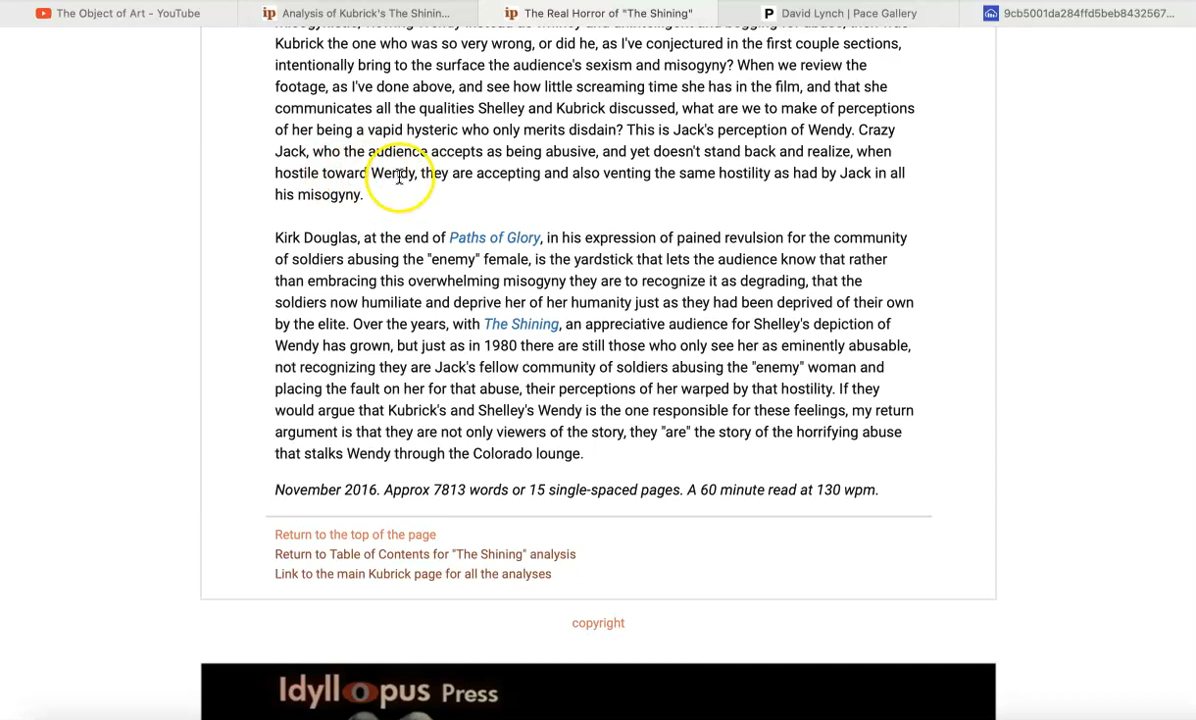 The Object of Art - YouTube
ip Analysis of Kubrick's The Shinin...
ip The Real Horror of "The Shining"
P David Lynch | Pace Gallery
9cb5001da284ffd5beb8432567...
Kubrick the one who was so very wrong, or did he, as I've conjectured in the first couple sections,
intentionally bring to the surface the audience's sexism and misogyny? When we review the
footage, as I've done above, and see how little screaming time she has in the film, and that she
communicates all the qualities Shelley and Kubrick discussed, what are we to make of perceptions
of her being a vapid hysteric who only merits disdain? This is Jack's perception of Wendy. Crazy
Jack, who the audience accepts as being abusive, and yet doesn't stand back and realize, when
hostile toward Wendy, they are accepting and also venting the same hostility as had by Jack in all
his misogyny.
Kirk Douglas, at the end of Paths of Glory, in his expression of pained revulsion for the community
of soldiers abusing the "enemy" female, is the yardstick that lets the audience know that rather
than embracing this overwhelming misogyny they are to recognize it as degrading, that the
soldiers now humiliate and deprive her of her humanity just as they had been deprived of their own
by the elite. Over the years, with The Shining, an appreciative audience for Shelley's depiction of
Wendy has grown, but just as in 1980 there are still those who only see her as eminently abusable,
not recognizing they are Jack's fellow community of soldiers abusing the "enemy" woman and
placing the fault on her for that abuse, their perceptions of her warped by that hostility. If they
would argue that Kubrick's and Shelley's Wendy is the one responsible for these feelings, my return
argument is that they are not only viewers of the story, they "are" the story of the horrifying abuse
that stalks Wendy through the Colorado lounge.
November 2016. Approx 7813 words or 15 single-spaced pages. A 60 minute read at 130 wpm.
Return to the top of the page
Return to Table of Contents for "The Shining" analysis
Link to the main Kubrick page for all the analyses
copyright
Idyllopus Press